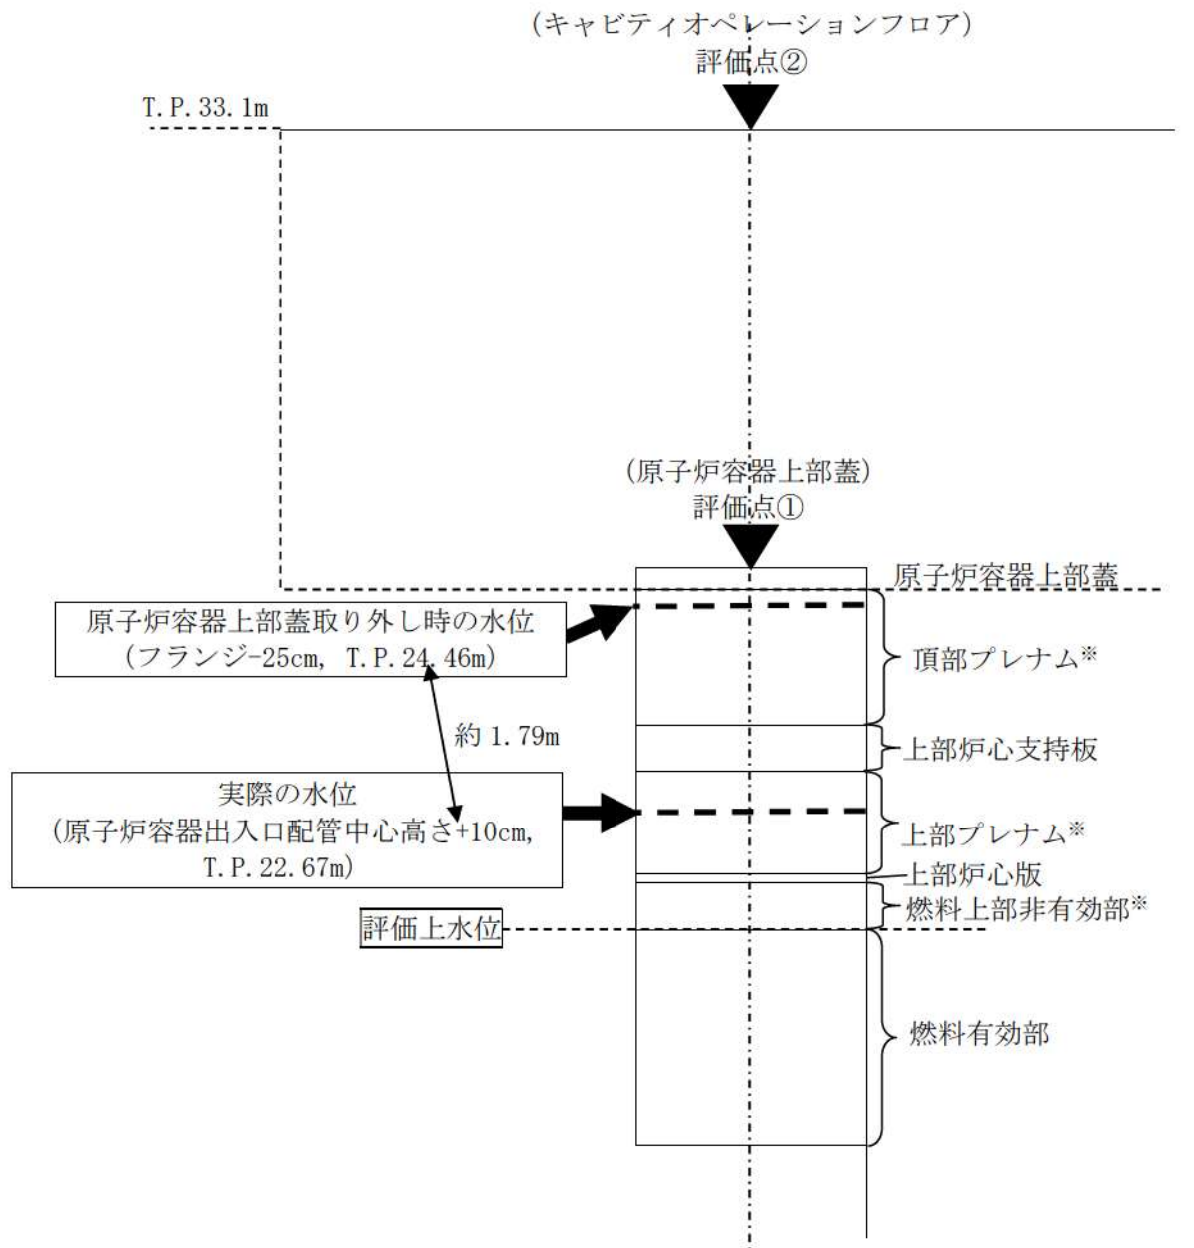 (キャビティオペレーションフロア)
評価点②
T.P.33.1m
(原子炉容器上部蓋)
評価点①
原子炉容器上部蓋
原子炉容器上部蓋取り外し時の水位
(フランジ-25cm, T.P.24.46m)
頂部プレナム※
約 1.79m
上部炉心支持板
実際の水位
(原子炉容器出入口配管中心高さ+10cm,
T.P.22.67m)
上部プレナム※
上部炉心版
燃料上部非有効部※
評価上水位
燃料有効部